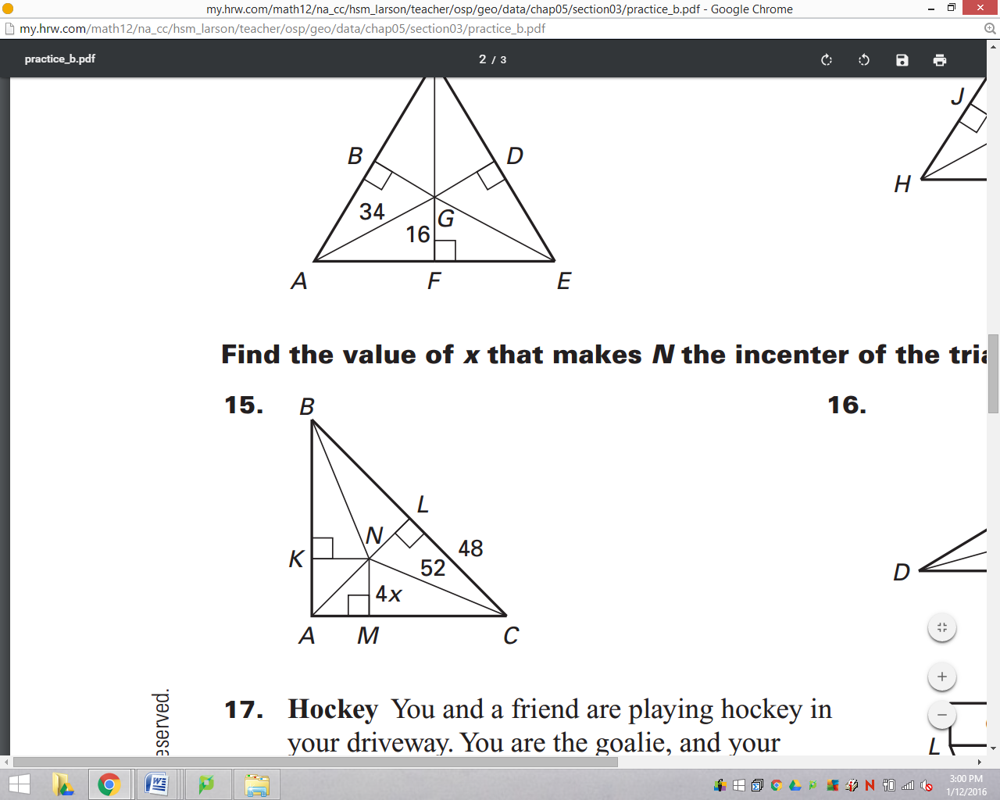 my.hrw.com/math12/na_cc/hsm_larson/teacher/osp/geo/data/chap05/section03/practice_b.pdf - Google Chrome
my.hrw.com/math12/na_cc/hsm_larson/teacher/osp/geo/data/chap05/section03/practice_b.pdf
practice_b.pdf
2 / 3
J
B
D
H
34
G
16
A
F
E
Find the value of x that makes N the incenter of the tria
15.
B
16.
L
N
48
K
52
4x
D
A
M
C
17. Hockey You and a friend are playing hockey in
your driveway. You are the goalie, and your
eserved.
L
3:00 PM
1/12/2016